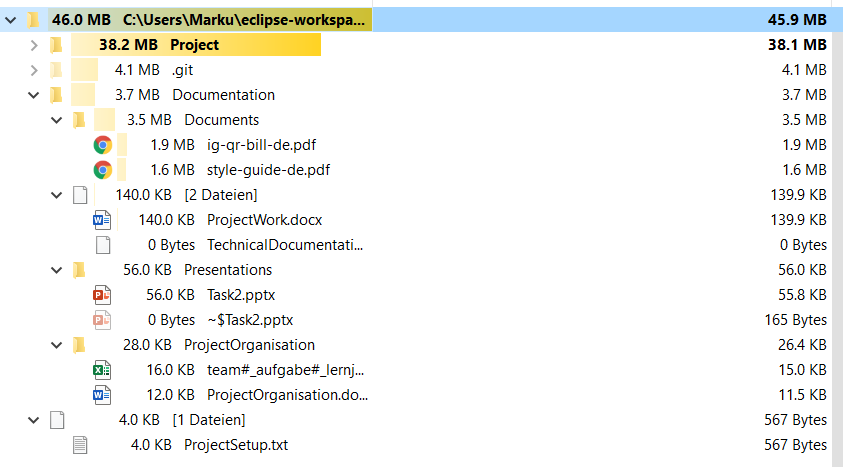 46.0 MB C:\Users\Marku\eclipse-workspa... 45.9 MB
38.2 MB Project 38.1 MB
4.1 MB .git 4.1 MB
3.7 MB Documentation 3.7 MB
3.5 MB Documents 3.5 MB
1.9 MB ig-qr-bill-de.pdf 1.9 MB
1.6 MB style-guide-de.pdf 1.6 MB
140.0 KB [2 Dateien] 139.9 KB
140.0 KB ProjectWork.docx 139.9 KB
0 Bytes TechnicalDocumentati... 0 Bytes
56.0 KB Presentations 56.0 KB
56.0 KB Task2.pptx 55.8 KB
0 Bytes ~$Task2.pptx 165 Bytes
28.0 KB ProjectOrganisation 26.4 KB
16.0 KB team#_aufgabe#_lernj... 15.0 KB
12.0 KB ProjectOrganisation.do... 11.5 KB
4.0 KB [1 Dateien] 567 Bytes
4.0 KB ProjectSetup.txt 567 Bytes